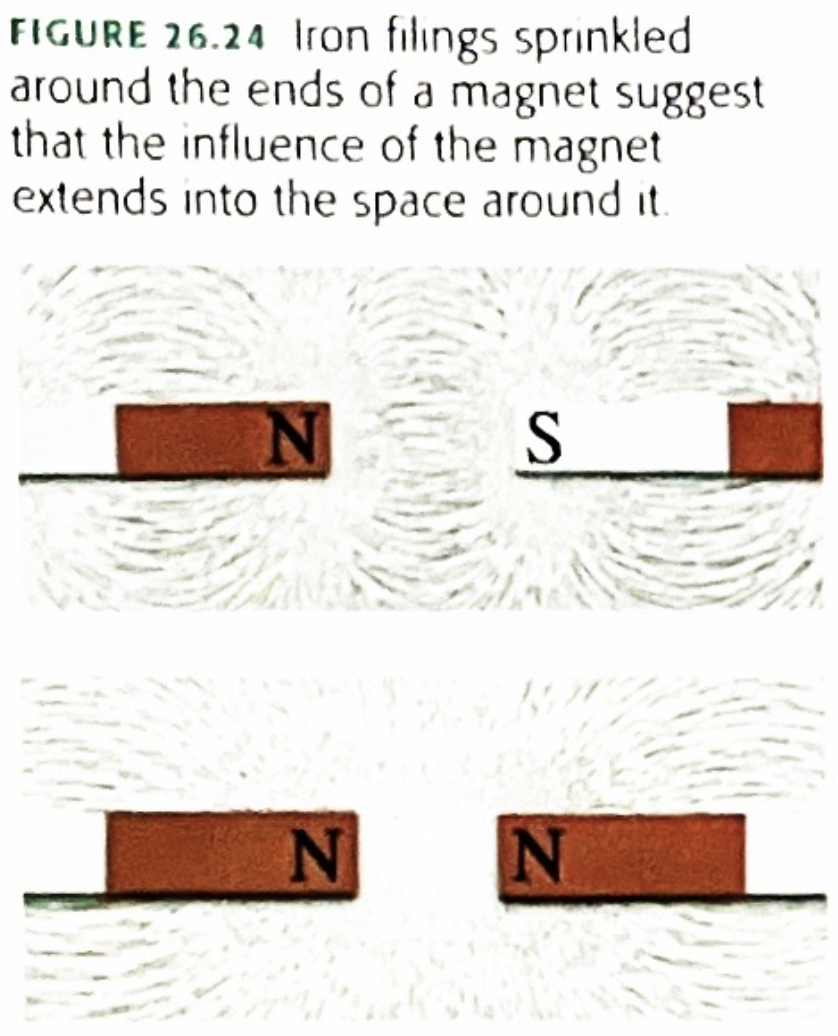 FIGURE 26.24 Iron filings sprinkled
around the ends of a magnet suggest
that the influence of the magnet
extends into the space around it.
N S
N N